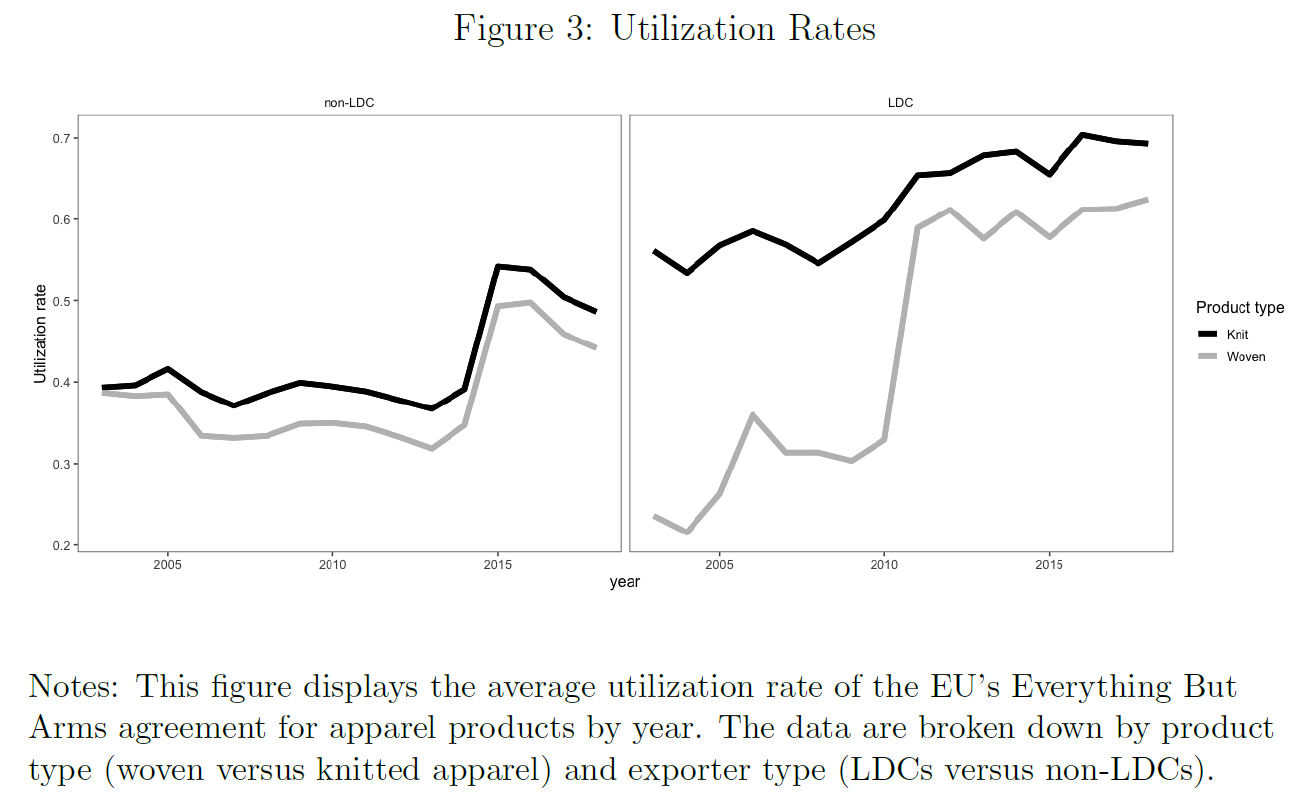 Figure 3: Utilization Rates
non-LDC
LDC
0.7
0.6
0.5
0.4
0.3
0.2
Utilization rate
2005 2010 2015
2005 2010 2015
year
Product type
Knit
Woven
Notes: This figure displays the average utilization rate of the EU's Everything But
Arms agreement for apparel products by year. The data are broken down by product
type (woven versus knitted apparel) and exporter type (LDCs versus non-LDCs).